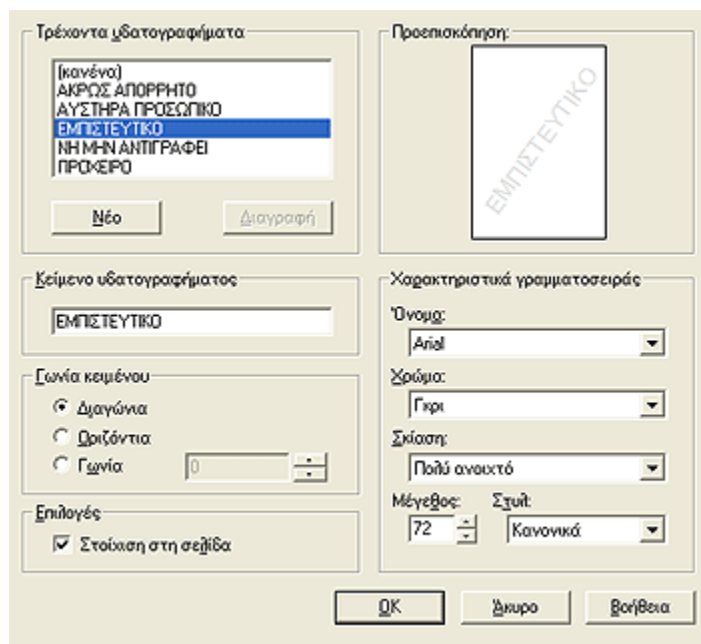 Τρέχοντα υδατογραφήματα
(κανένα)
ΑΚΡΩΣ ΑΠΟΡΡΗΤΟ
ΑΥΣΤΗΡΑ ΠΡΟΣΩΠΙΚΟ
ΕΜΠΙΣΤΕΥΤΙΚΟ
ΝΗ ΜΗΝ ΑΝΤΙΓΡΑΦΕΙ
ΠΡΟΧΕΙΡΟ
Νέο
Διαγραφή
Προεπισκόπηση:
ΕΜΠΙΣΤΕΥΤΙΚΟ
Κείμενο υδατογραφήματος
ΕΜΠΙΣΤΕΥΤΙΚΟ
Γωνία κειμένου
Διαγώνια
Οριζόντια
Γωνία 0
Επιλογές
Στοίχιση στη σελίδα
Χαρακτηριστικά γραμματοσειράς
Όνομα:
Arial
Χρώμα:
Γκρι
Σκίαση:
Πολύ ανοιχτό
Μέγεθος: Στυλ:
72 Κανονικά
OK Άκυρο Βοήθεια